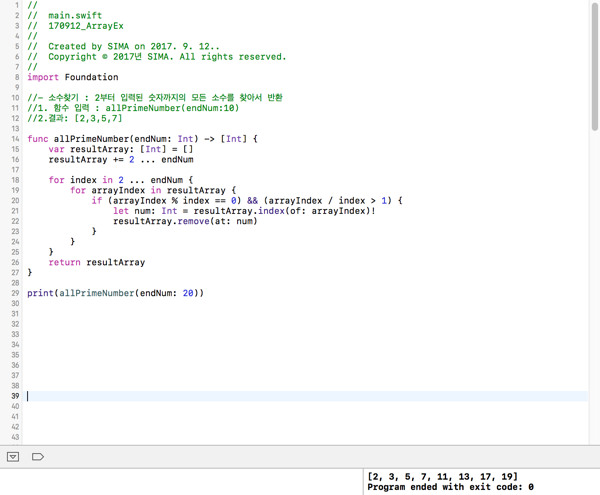 1 //
2 // main.swift
3 // 170912_ArrayEx
4 //
5 // Created by SIMA on 2017. 9. 12..
6 // Copyright © 2017년 SIMA. All rights reserved.
7 //
8 import Foundation
9
10 //- 소수찾기 : 2부터 입력된 숫자까지의 모든 소수를 찾아서 반환
11 //1. 함수 입력 : allPrimeNumber(endNum:10)
12 //2.결과: [2,3,5,7]
13
14 func allPrimeNumber(endNum: Int) -> [Int] {
15 var resultArray: [Int] = []
16 resultArray += 2 ... endNum
17
18 for index in 2 ... endNum {
19 for arrayIndex in resultArray {
20 if (arrayIndex % index == 0) && (arrayIndex / index > 1) {
21 let num: Int = resultArray.index(of: arrayIndex)!
22 resultArray.remove(at: num)
23 }
24 }
25 }
26 return resultArray
27 }
28
29 print(allPrimeNumber(endNum: 20))
30
31
32
33
34
35
36
37
38
39
40
41
42
43
[2, 3, 5, 7, 11, 13, 17, 19]
Program ended with exit code: 0